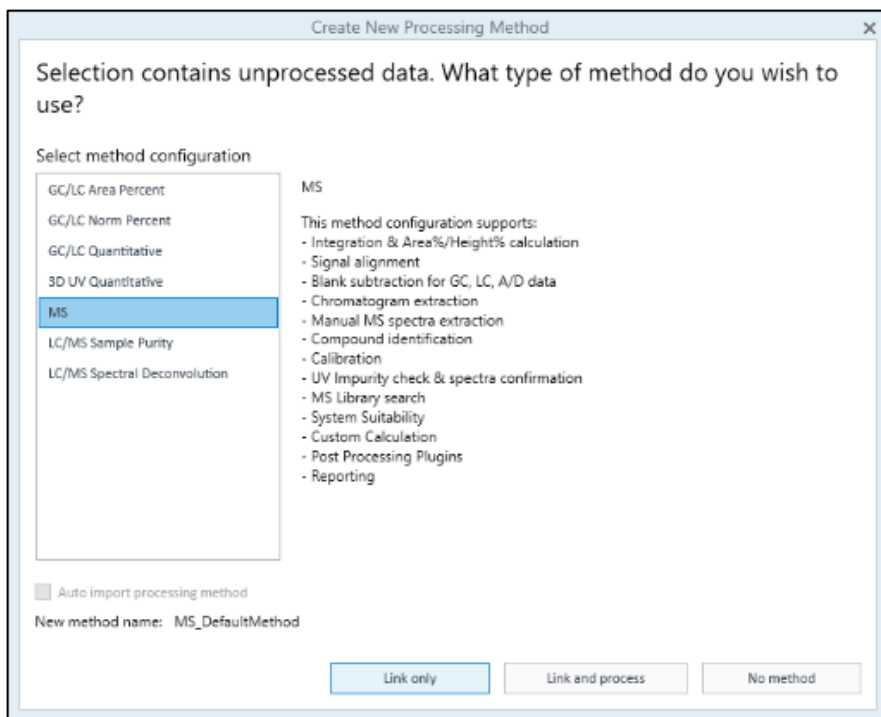 Create New Processing Method
Selection contains unprocessed data. What type of method do you wish to
use?
Select method configuration
GC/LC Area Percent
GC/LC Norm Percent
GC/LC Quantitative
3D UV Quantitative
MS
LC/MS Sample Purity
LC/MS Spectral Deconvolution
MS
This method configuration supports:
- Integration & Area%/Height% calculation
- Signal alignment
- Blank subtraction for GC, LC, A/D data
- Chromatogram extraction
- Manual MS spectra extraction
- Compound identification
- Calibration
- UV Impurity check & spectra confirmation
- MS Library search
- System Suitability
- Custom Calculation
- Post Processing Plugins
- Reporting
Auto import processing method
New method name: MS_DefaultMethod
Link only Link and process No method